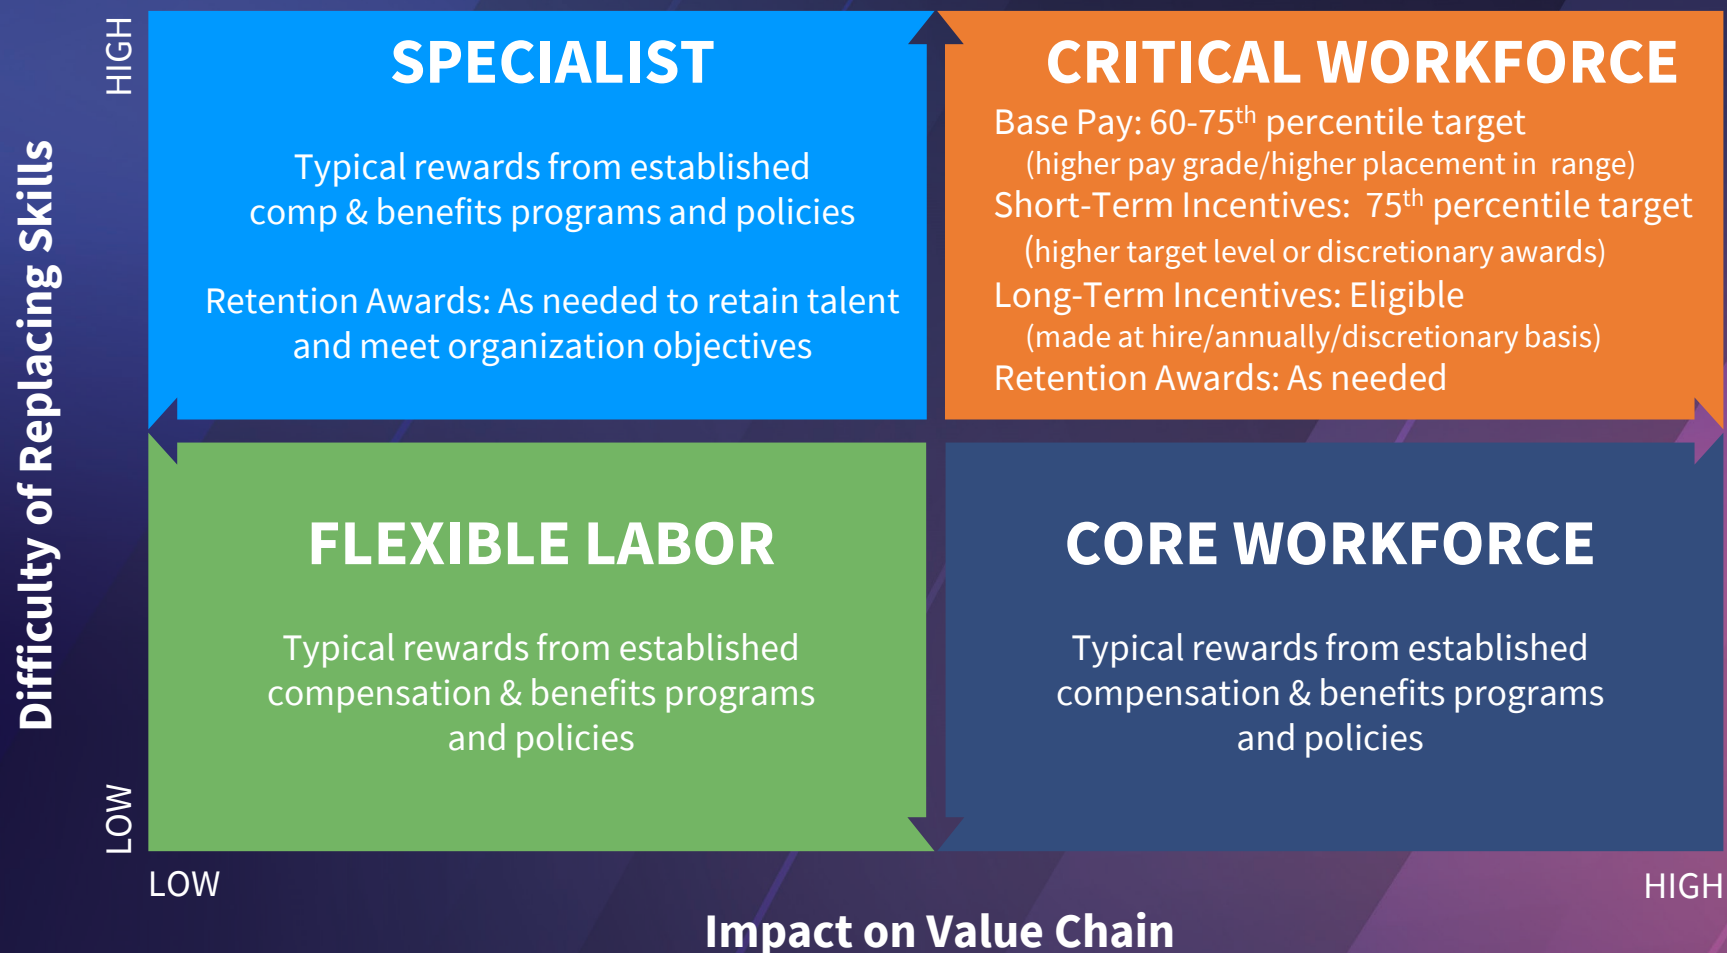 HIGH
Difficulty of Replacing Skills
LOW
SPECIALIST
Typical rewards from established
comp & benefits programs and policies
Retention Awards: As needed to retain talent
and meet organization objectives
CRITICAL WORKFORCE
Base Pay: 60-75th percentile target
(higher pay grade/higher placement in range)
Short-Term Incentives: 75th percentile target
(higher target level or discretionary awards)
Long-Term Incentives: Eligible
(made at hire/annually/discretionary basis)
Retention Awards: As needed
FLEXIBLE LABOR
Typical rewards from established
compensation & benefits programs
and policies
CORE WORKFORCE
Typical rewards from established
compensation & benefits programs
and policies
LOW
HIGH
Impact on Value Chain